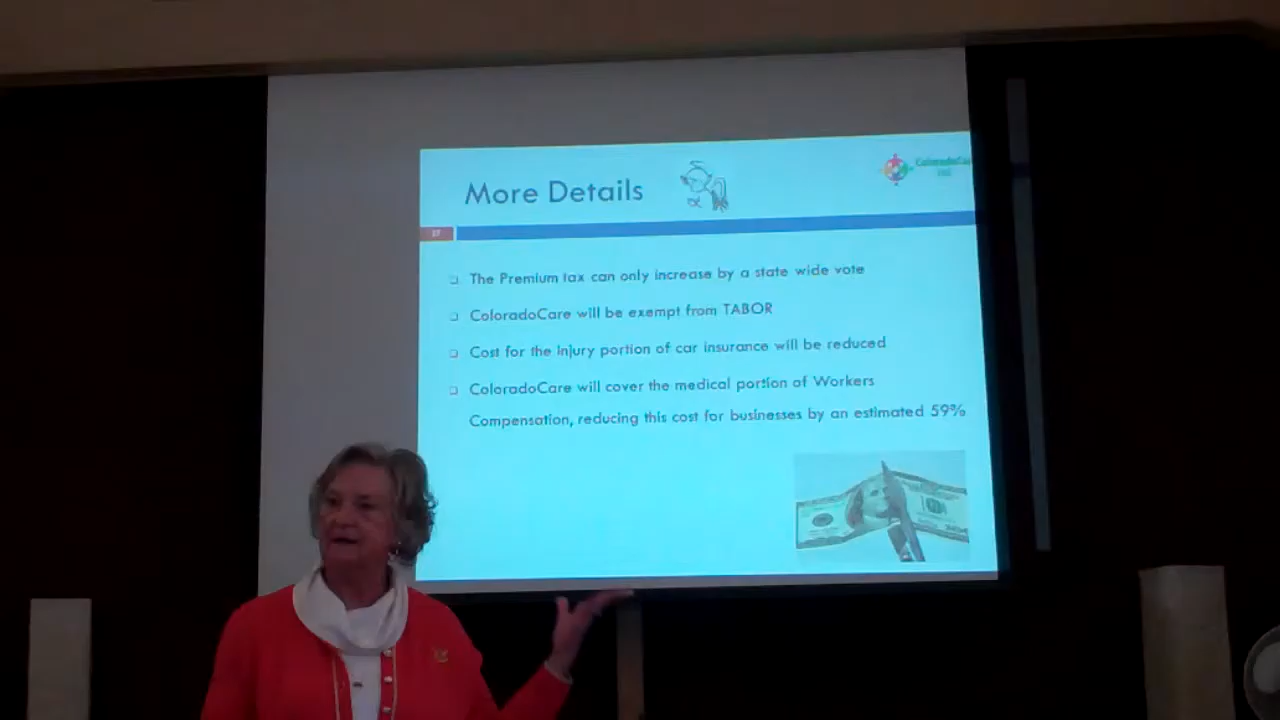 More Details
ColoradoCa
17
The Premium tax can only increase by a state wide vote
ColoradoCare will be exempt from TABOR
Cost for the Injury portion of car insurance will be reduced
ColoradoCare will cover the medical portion of Workers
Compensation, reducing this cost for businesses by an estimated 59%